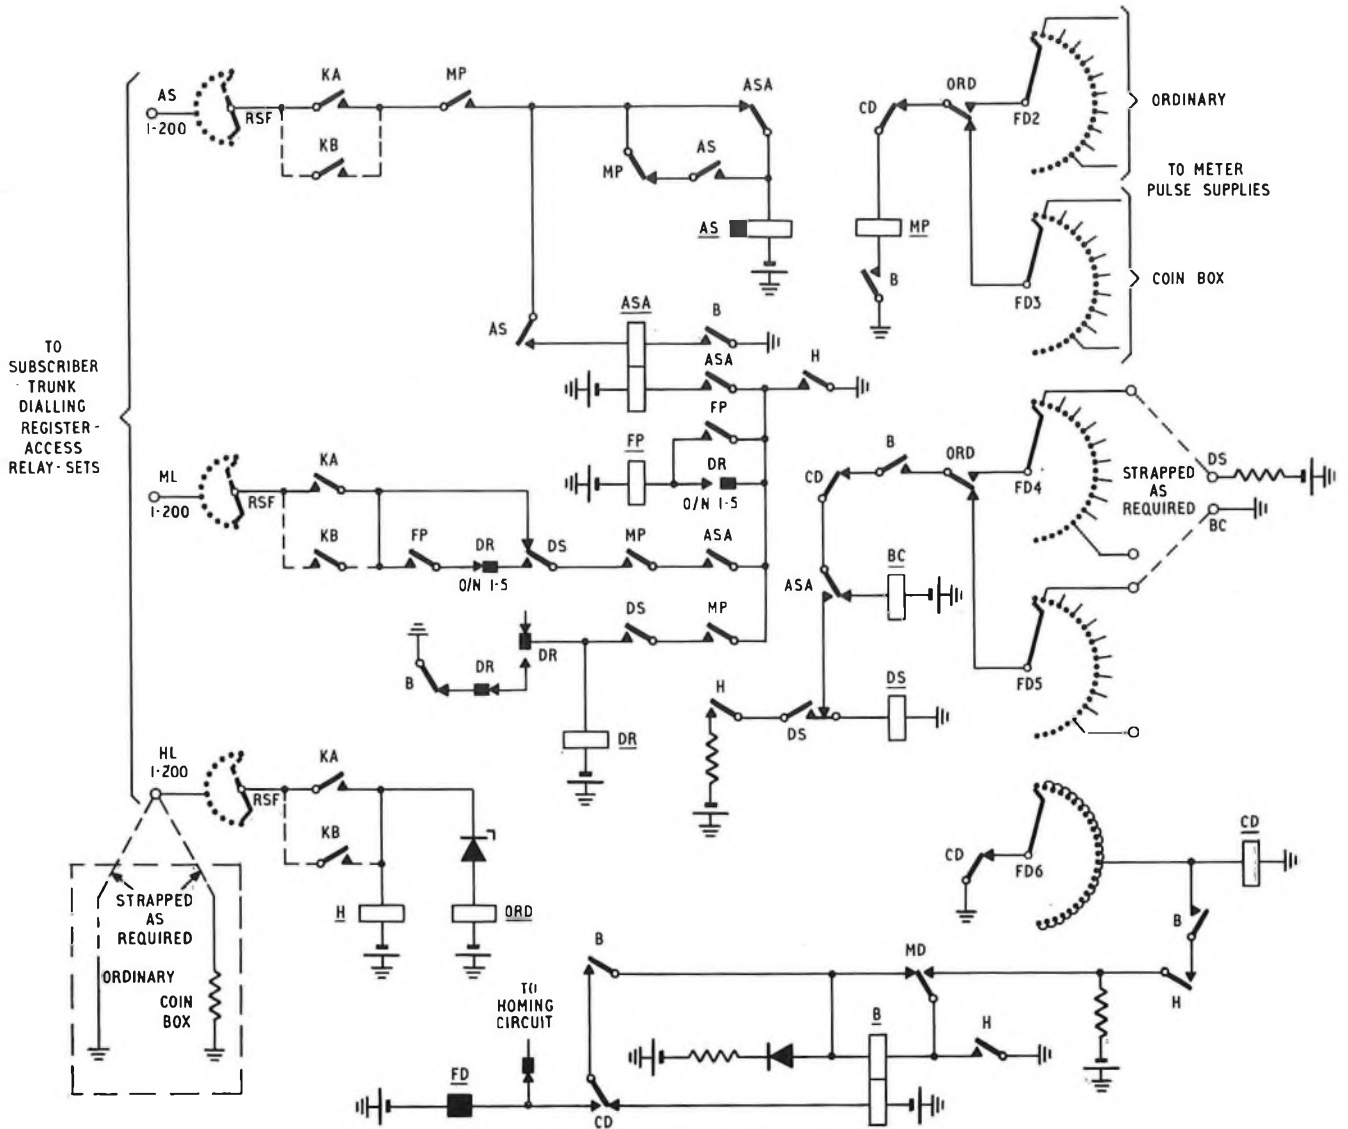 AS
1-200
RSF
KA
KB
MP
ASA
MP
AS
AS
CD
ORD
FD2
ORDINARY
TO METER
PULSE SUPPLIES
MP
B
FD3
COIN BOX
AS
ASA
B
ASA
H
FP
FP
DR
O/N 1-5
TO
SUBSCRIBER
TRUNK
DIALLING
REGISTER-
ACCESS
RELAY-SETS
ML
1-200
RSF
KA
KB
FP
DR
O/N 1-5
DS
MP
ASA
B
ORD
CD
FD4
STRAPPED
AS
REQUIRED
DS
BC
ASA
BC
DS
MP
DR
DR
B
DR
H
DS
DS
FD5
HL
1-200
RSF
KA
KB
H
ORD
STRAPPED
AS
REQUIRED
ORDINARY
COIN
BOX
CD
FD6
CD
B
H
B
MD
TO
HOMING
CIRCUIT
B
H
FD
CD